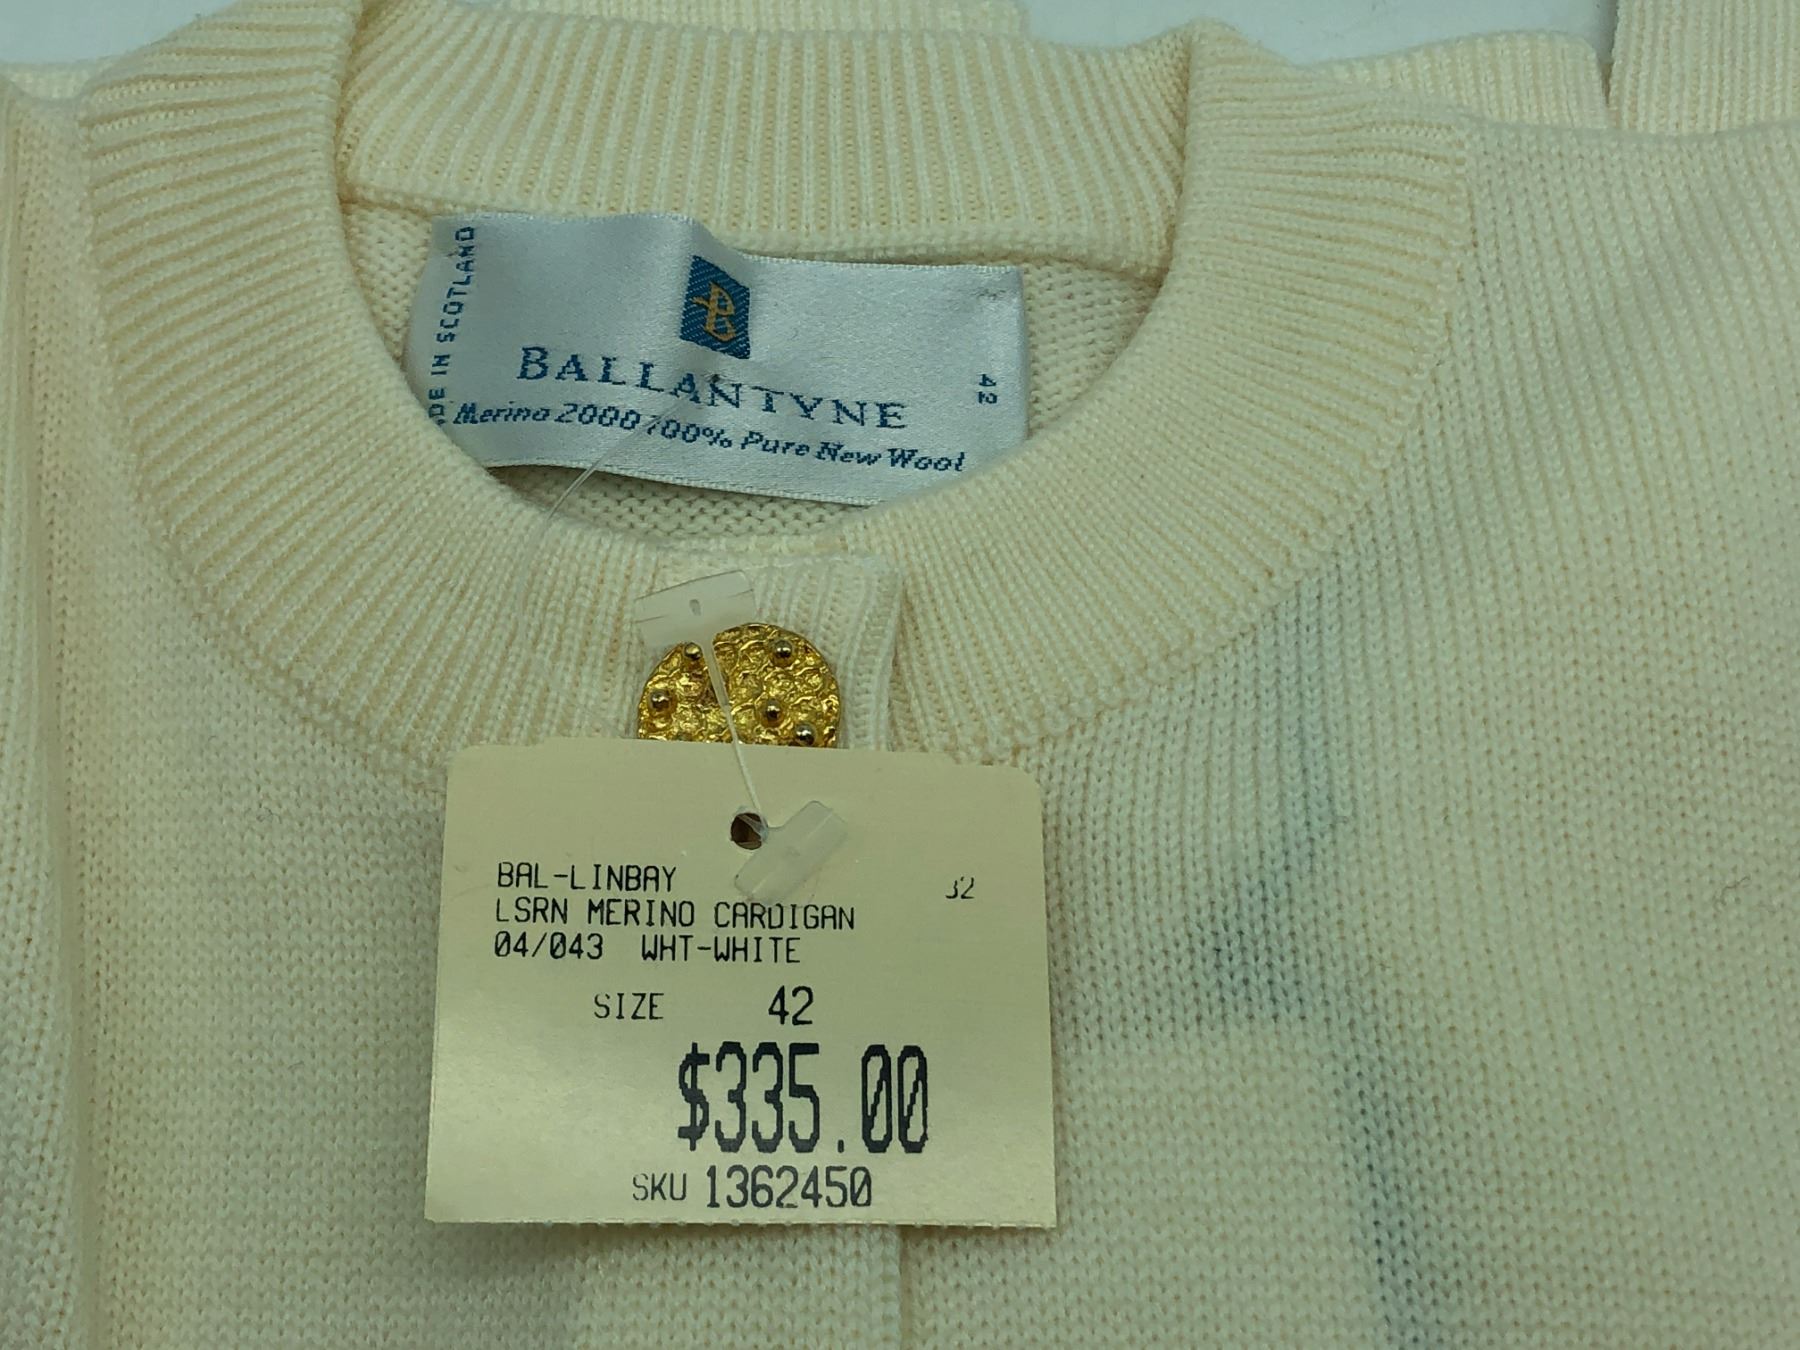 MADE IN SCOTLAND
BALLANTYNE
42
Merino 2000 100% Pure New Wool
BAL-LINBAY
LSRN MERINO CARDIGAN
04/043 WHT-WHITE
SIZE 42
$335.00
SKU 1362450